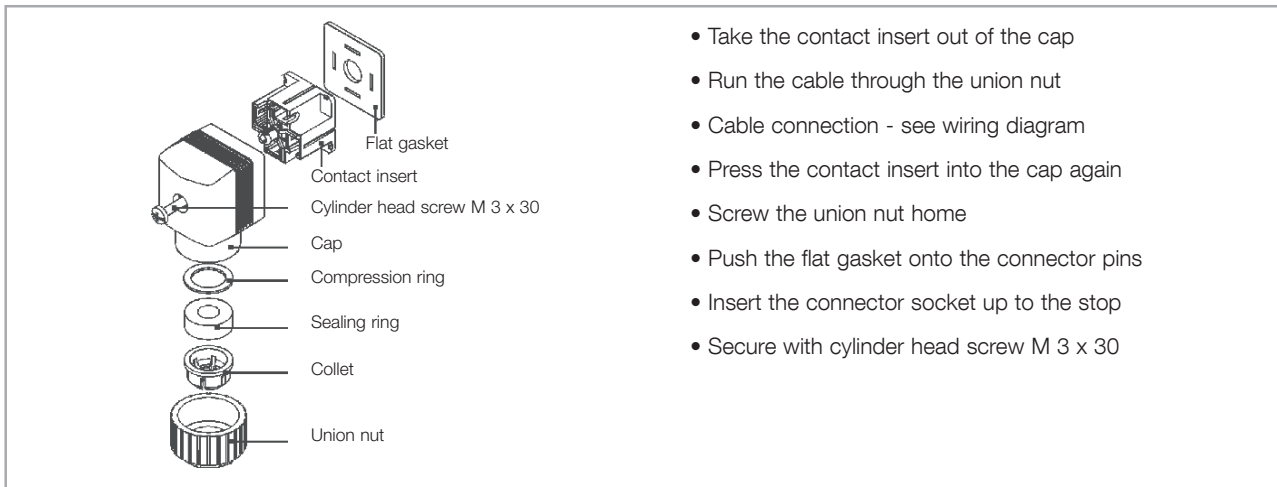 Flat gasket
Contact insert
Cylinder head screw M 3 x 30
Cap
Compression ring
Sealing ring
Collet
Union nut
• Take the contact insert out of the cap
• Run the cable through the union nut
• Cable connection - see wiring diagram
• Press the contact insert into the cap again
• Screw the union nut home
• Push the flat gasket onto the connector pins
• Insert the connector socket up to the stop
• Secure with cylinder head screw M 3 x 30